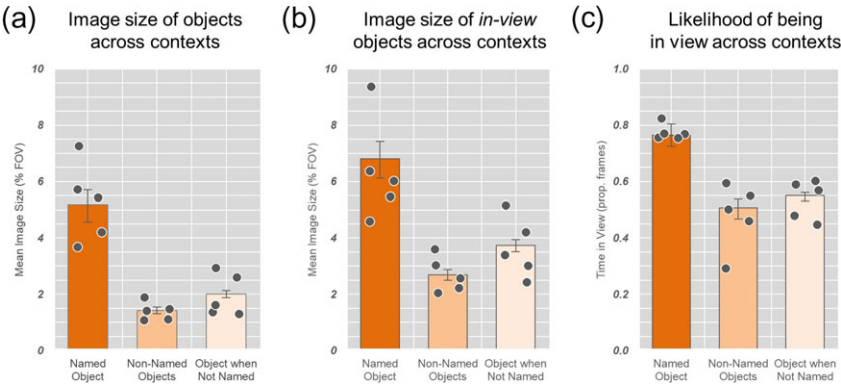 (a)
Image size of objects
across contexts
Mean Image Size (% FOV)
10
8
6
4
2
0
Named
Object
Non-Named
Objects
Object when
Not Named
(b)
Image size of in-view
objects across contexts
Mean Image Size (% FOV)
10
8
6
4
2
0
Named
Object
Non-Named
Objects
Object when
Not Named
(c)
Likelihood of being
in view across contexts
Time in View (prop. frames)
1.0
0.8
0.6
0.4
0.2
0.0
Named
Object
Non-Named
Objects
Object when
Not Named